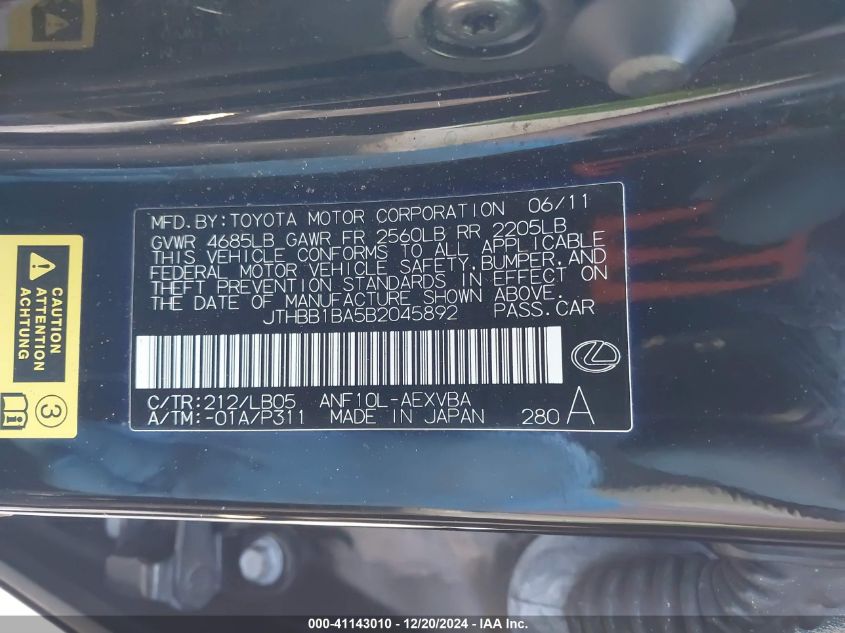 MFD.BY:TOYOTA MOTOR CORPORATION 06/11
GVWR 4685LB GAWR FR 2560LB RR 2205LB
THIS VEHICLE CONFORMS TO ALL APPLICABLE
FEDERAL MOTOR VEHICLE SAFETY,BUMPER,AND
THEFT PREVENTION STANDARDS IN EFFECT ON
THE DATE OF MANUFACTURE SHOWN ABOVE.
JTHBB1BA5B2045892 PASS.CAR
C/TR:212/LB05 ANF10L-AEXVBA
A/TM:-01A/P311 MADE IN JAPAN 280 A
CAUTION
ATTENTION
ACHTUNG
3
000-41143010 - 12/20/2024 - IAA Inc.